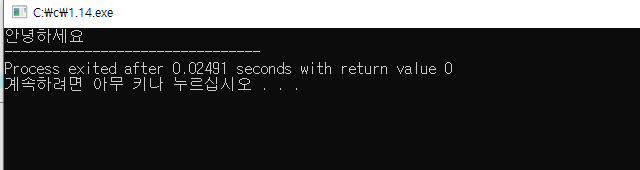 C:₩c₩1.14.exe
안녕하세요
--------------------------------
Process exited after 0.02491 seconds with return value 0
계속하려면 아무 키나 누르십시오 . . .